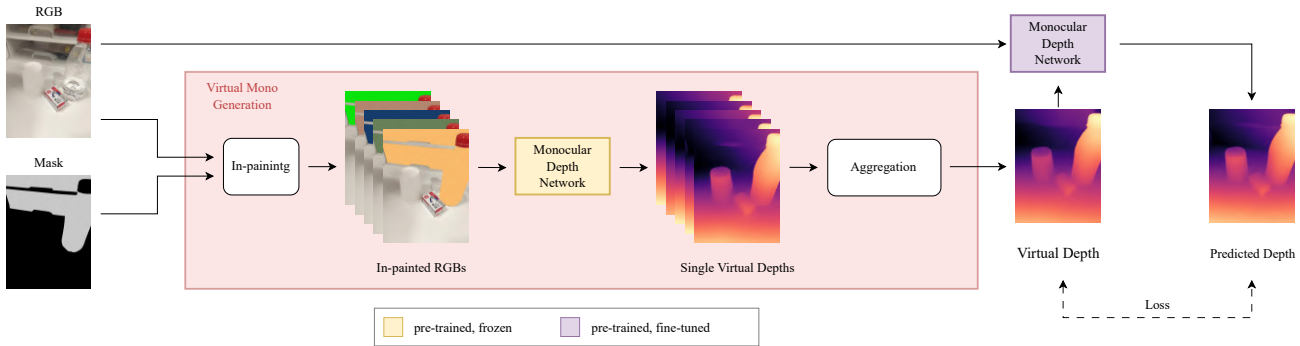 RGB
Mask
Virtual Mono
Generation
In-painintg
In-painted RGBs
Monocular
Depth
Network
Single Virtual Depths
Aggregation
Monocular
Depth
Network
Virtual Depth
Predicted Depth
Loss
pre-trained, frozen
pre-trained, fine-tuned